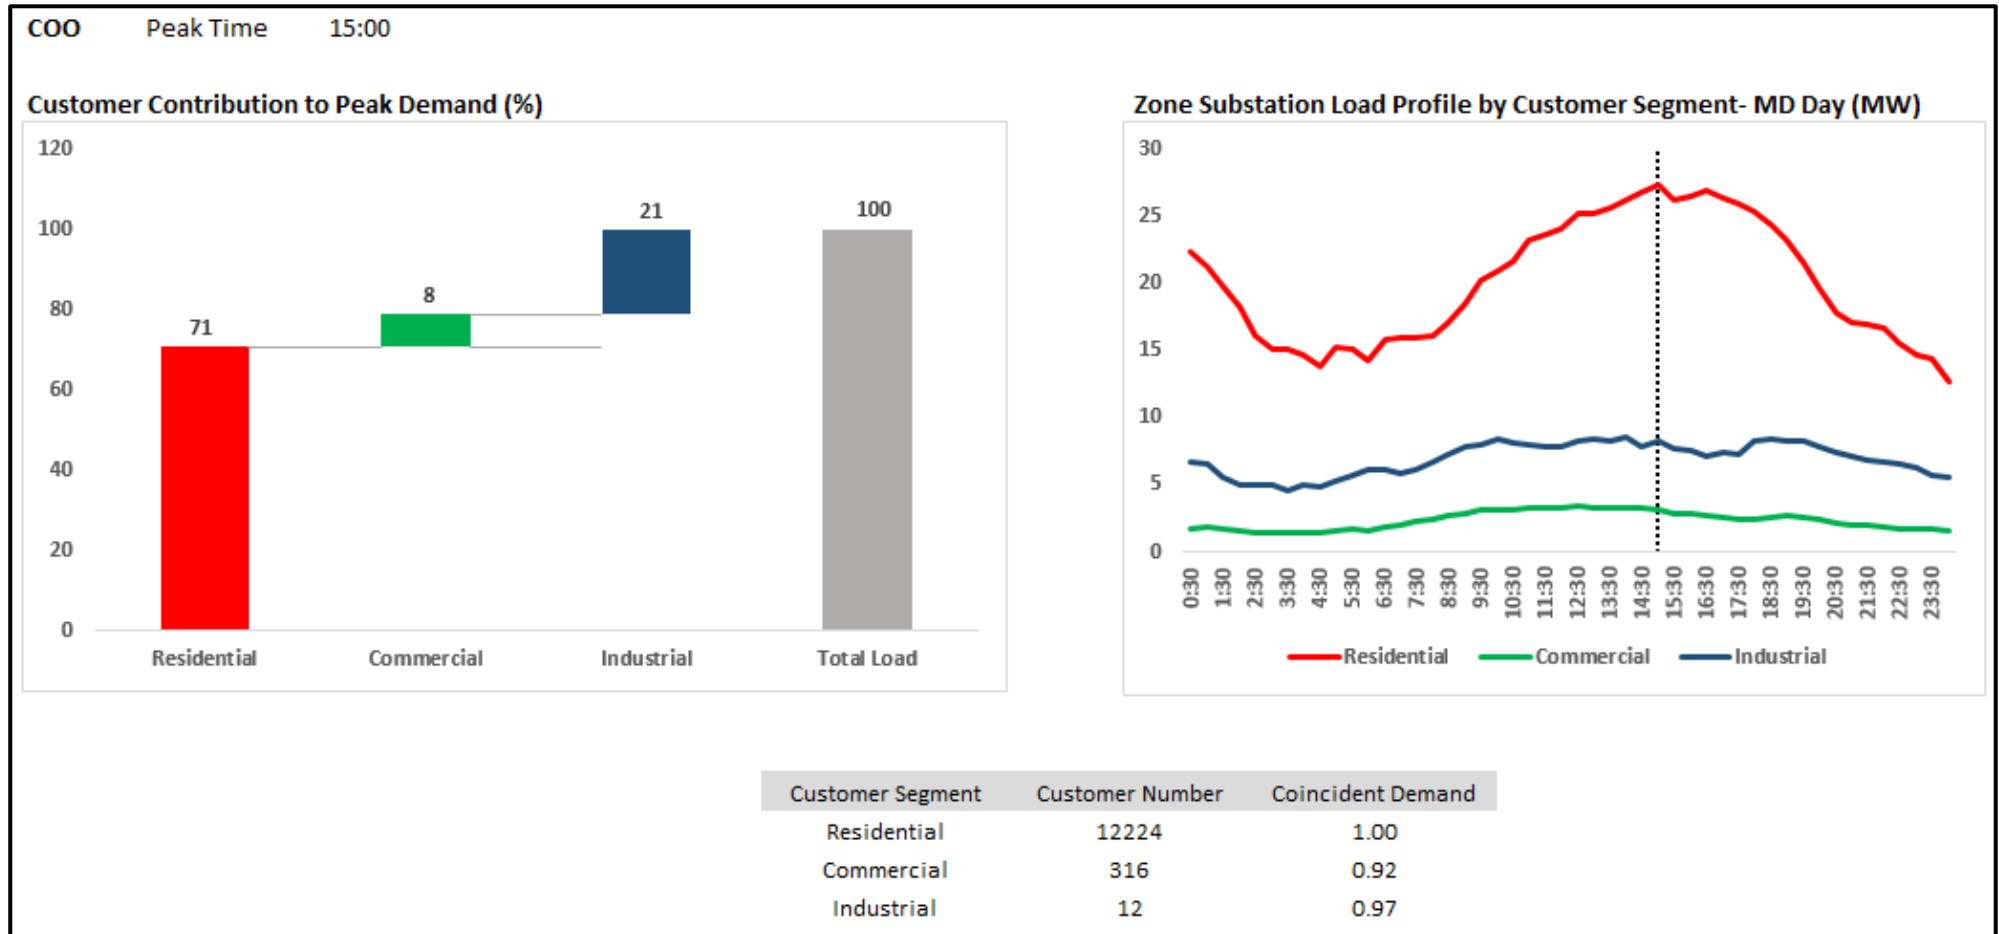 COO Peak Time 15:00
Customer Contribution to Peak Demand (%)
120
100
80
60
40
20
0
71
8
21
100
Residential Commercial Industrial Total Load
Zone Substation Load Profile by Customer Segment- MD Day (MW)
30
25
20
15
10
5
0
0:30 1:30 2:30 3:30 4:30 5:30 6:30 7:30 8:30 9:30 10:30 11:30 12:30 13:30 14:30 15:30 16:30 17:30 18:30 19:30 20:30 21:30 22:30 23:30
Residential Commercial Industrial
Customer Segment Customer Number Coincident Demand
Residential 12224 1.00
Commercial 316 0.92
Industrial 12 0.97